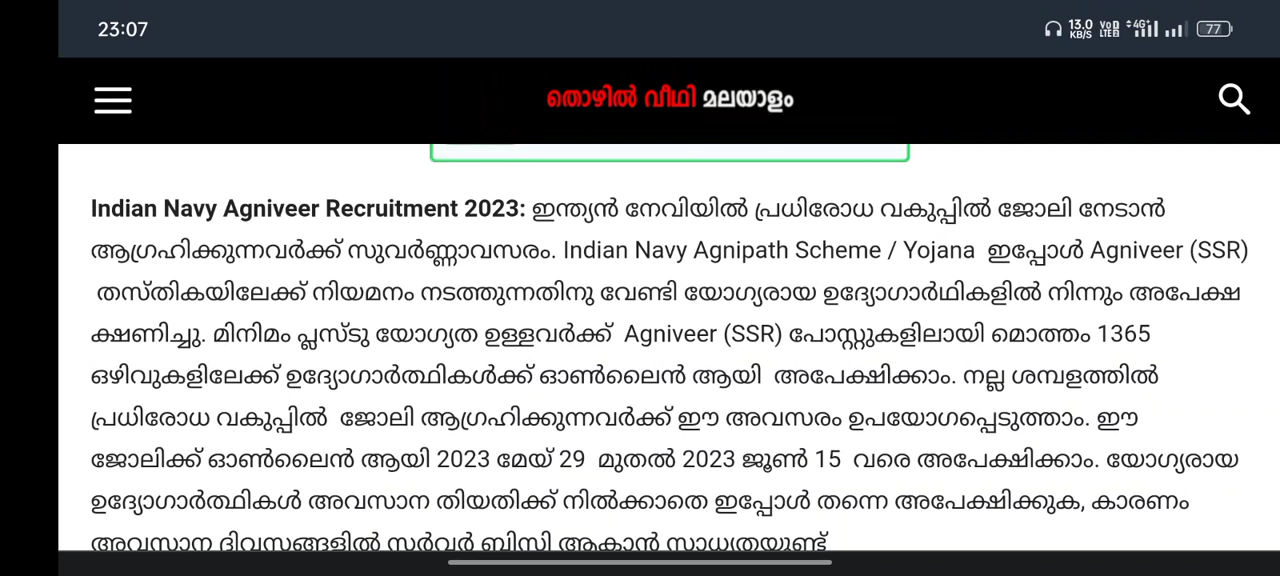 23:07
13.0 KB/S VoD LTE 4G+ 77
തൊഴിൽ വീഥി മലയാളം
Indian Navy Agniveer Recruitment 2023: ഇന്ത്യൻ നേവിയിൽ പ്രധിരോധ വകുപ്പിൽ ജോലി നേടാൻ
ആഗ്രഹിക്കുന്നവർക്ക് സുവർണ്ണാവസരം. Indian Navy Agnipath Scheme / Yojana ഇപ്പോൾ Agniveer (SSR)
തസ്തികയിലേക്ക് നിയമനം നടത്തുന്നതിനു വേണ്ടി യോഗ്യരായ ഉദ്യോഗാർഥികളിൽ നിന്നും അപേക്ഷ
ക്ഷണിച്ചു. മിനിമം പ്ലസ്ടു യോഗ്യത ഉള്ളവർക്ക് Agniveer (SSR) പോസ്റ്റുകളിലായി മൊത്തം 1365
ഒഴിവുകളിലേക്ക് ഉദ്യോഗാർത്ഥികൾക്ക് ഓൺലൈൻ ആയി അപേക്ഷിക്കാം. നല്ല ശമ്പളത്തിൽ
പ്രധിരോധ വകുപ്പിൽ ജോലി ആഗ്രഹിക്കുന്നവർക്ക് ഈ അവസരം ഉപയോഗപ്പെടുത്താം. ഈ
ജോലിക്ക് ഓൺലൈൻ ആയി 2023 മേയ് 29 മുതൽ 2023 ജൂൺ 15 വരെ അപേക്ഷിക്കാം. യോഗ്യരായ
ഉദ്യോഗാർത്ഥികൾ അവസാന തിയതിക്ക് നിൽക്കാതെ ഇപ്പോൾ തന്നെ അപേക്ഷിക്കുക, കാരണം
അവസാന ദിവസങ്ങളിൽ സർവർ ബിസി ആകാൻ സാധ്യതയുണ്ട്